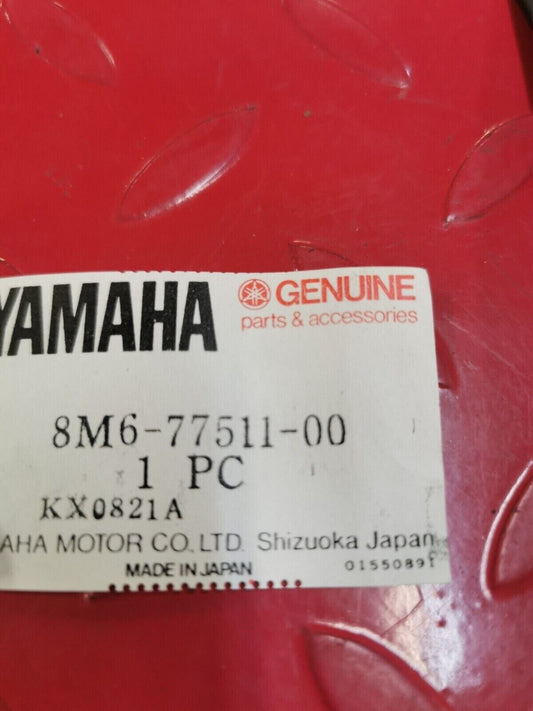 YAMAHA
GENUINE
parts & accessories
8M6-77511-00
1 PC
KX0821A
AHA MOTOR CO., LTD. Shizuoka Japan
MADE IN JAPAN
01550891